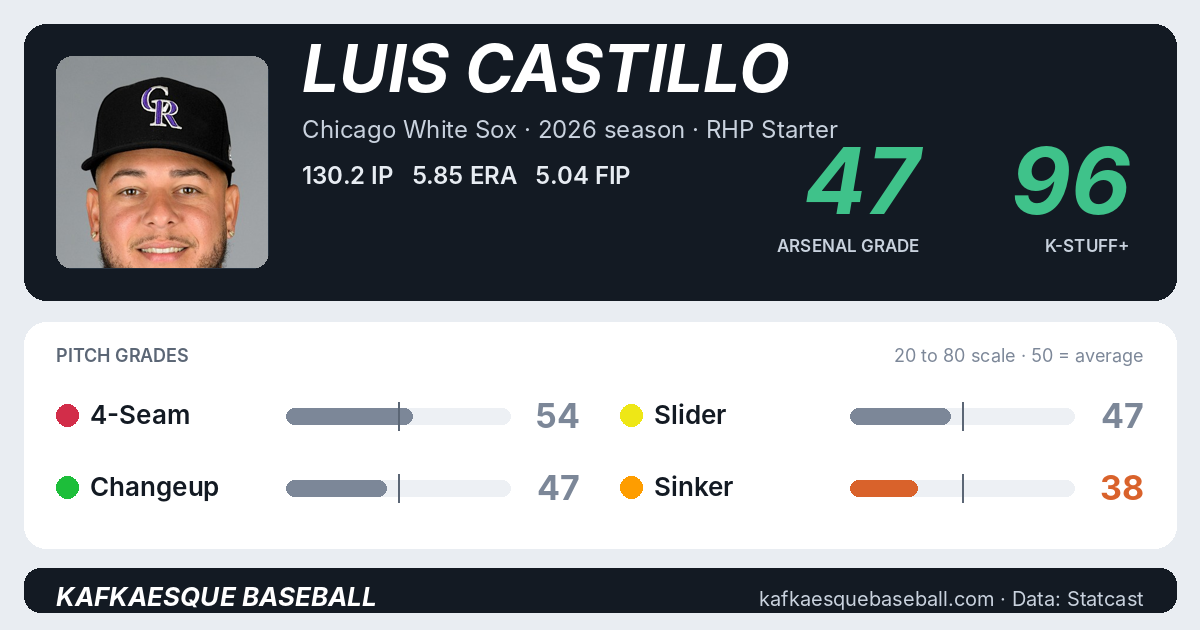 LUIS CASTILLO
Chicago White Sox · 2026 season · RHP Starter
130.2 IP 5.85 ERA 5.04 FIP
47 96
ARSENAL GRADE K-STUFF+
CR
PITCH GRADES 20 to 80 scale · 50 = average
4-Seam 54 Slider 47
Changeup 47 Sinker 38
KAFKAESQUE BASEBALL kafkaesquebaseball.com · Data: Statcast